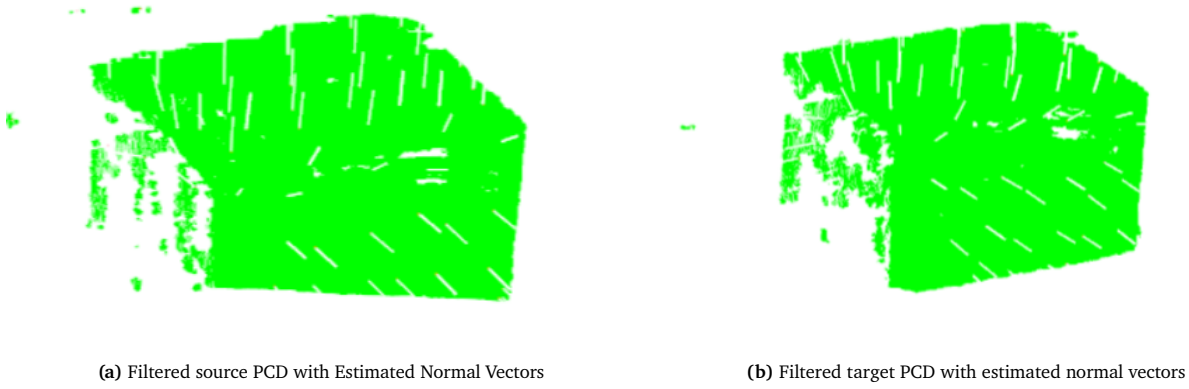 (a) Filtered source PCD with Estimated Normal Vectors
(b) Filtered target PCD with estimated normal vectors